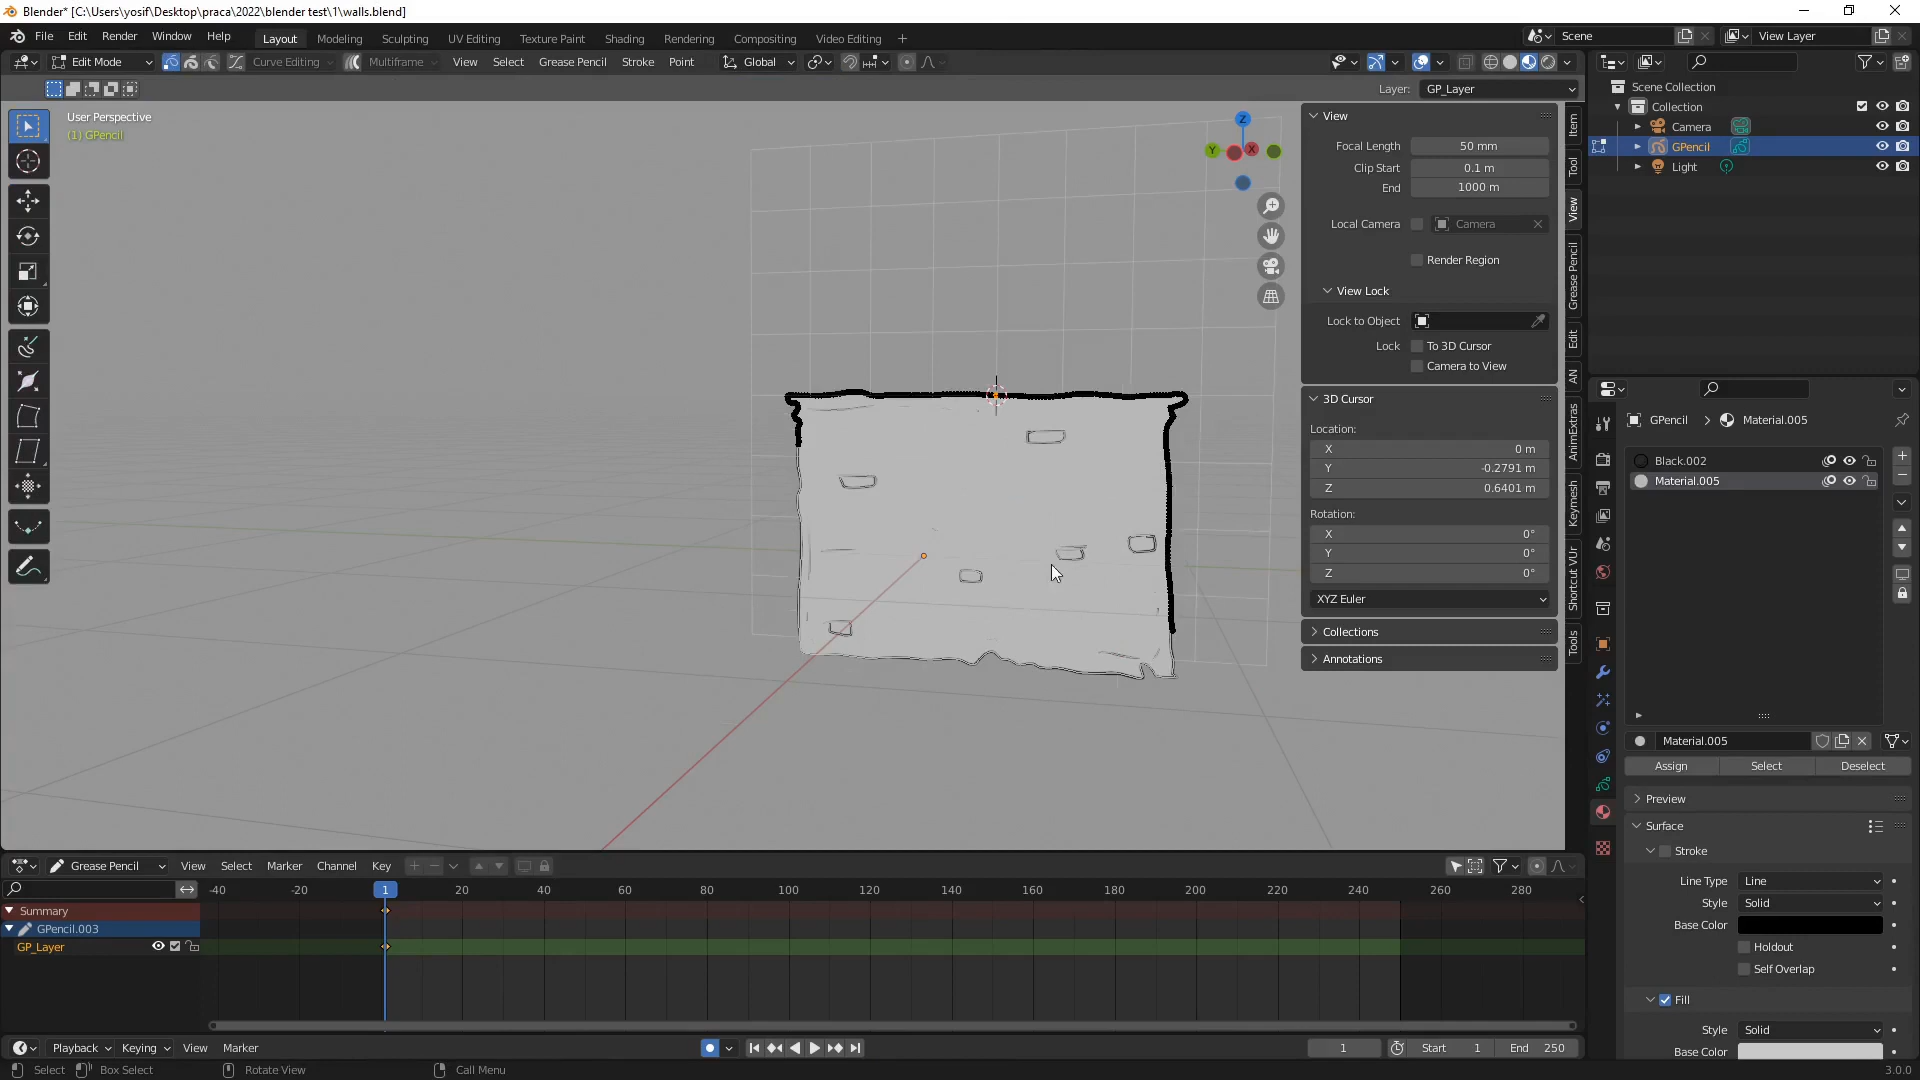 Blender* [C:\Users\yosif\Desktop\praca\2022\blender test\1\walls.blend]
File Edit Render Window Help Layout Modeling Sculpting UV Editing Texture Paint Shading Rendering Compositing Video Editing + Scene View Layer
Edit Mode Curve Editing Multiframe View Select Grease Pencil Stroke Point Global
Layer: GP_Layer
Scene Collection
Collection
Camera
GPencil
Light
User Perspective
(1) GPencil
Z
Y
X
View
Focal Length 50 mm
Clip Start 0.1 m
End 1000 m
Local Camera Camera
Render Region
View Lock
Lock to Object
Lock To 3D Cursor
Camera to View
3D Cursor
Location:
X 0 m
Y -0.2791 m
Z 0.6401 m
Rotation:
X 0°
Y 0°
Z 0°
XYZ Euler
Collections
Annotations
Item
Tool
View
Grease Pencil
Edit
AN
AnimExtras
Keymesh
Shortcut VUr
Tools
GPencil Material.005
Black.002
Material.005
Material.005
Assign Select Deselect
Preview
Surface
Stroke
Line Type Line
Style Solid
Base Color
Holdout
Self Overlap
Fill
Style Solid
Base Color
Grease Pencil View Select Marker Channel Key
-40 -20 1 20 40 60 80 100 120 140 160 180 200 220 240 260 280
Summary
GPencil.003
GP_Layer
Playback Keying View Marker 1 Start 1 End 250
Select Box Select Rotate View Call Menu 3.0.0